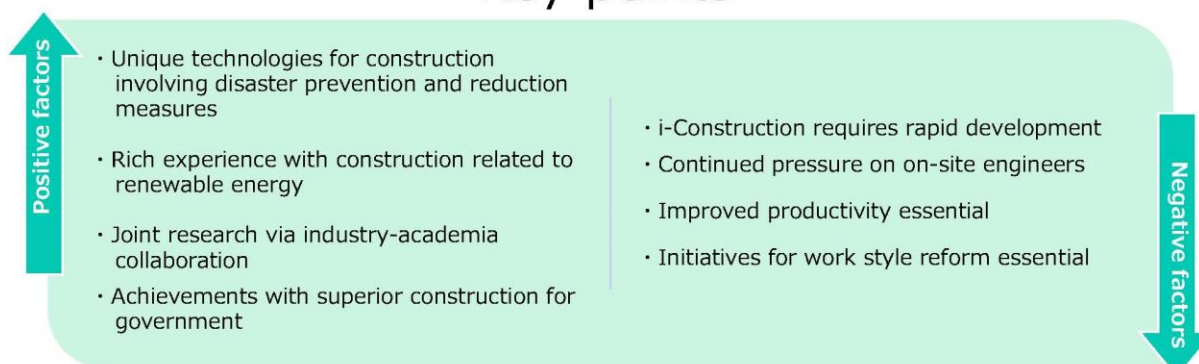 Positive factors
・Unique technologies for construction
involving disaster prevention and reduction
measures
・Rich experience with construction related to
renewable energy
・Joint research via industry-academia
collaboration
・Achievements with superior construction for
government
・i-Construction requires rapid development
・Continued pressure on on-site engineers
・Improved productivity essential
・Initiatives for work style reform essential
Negative factors